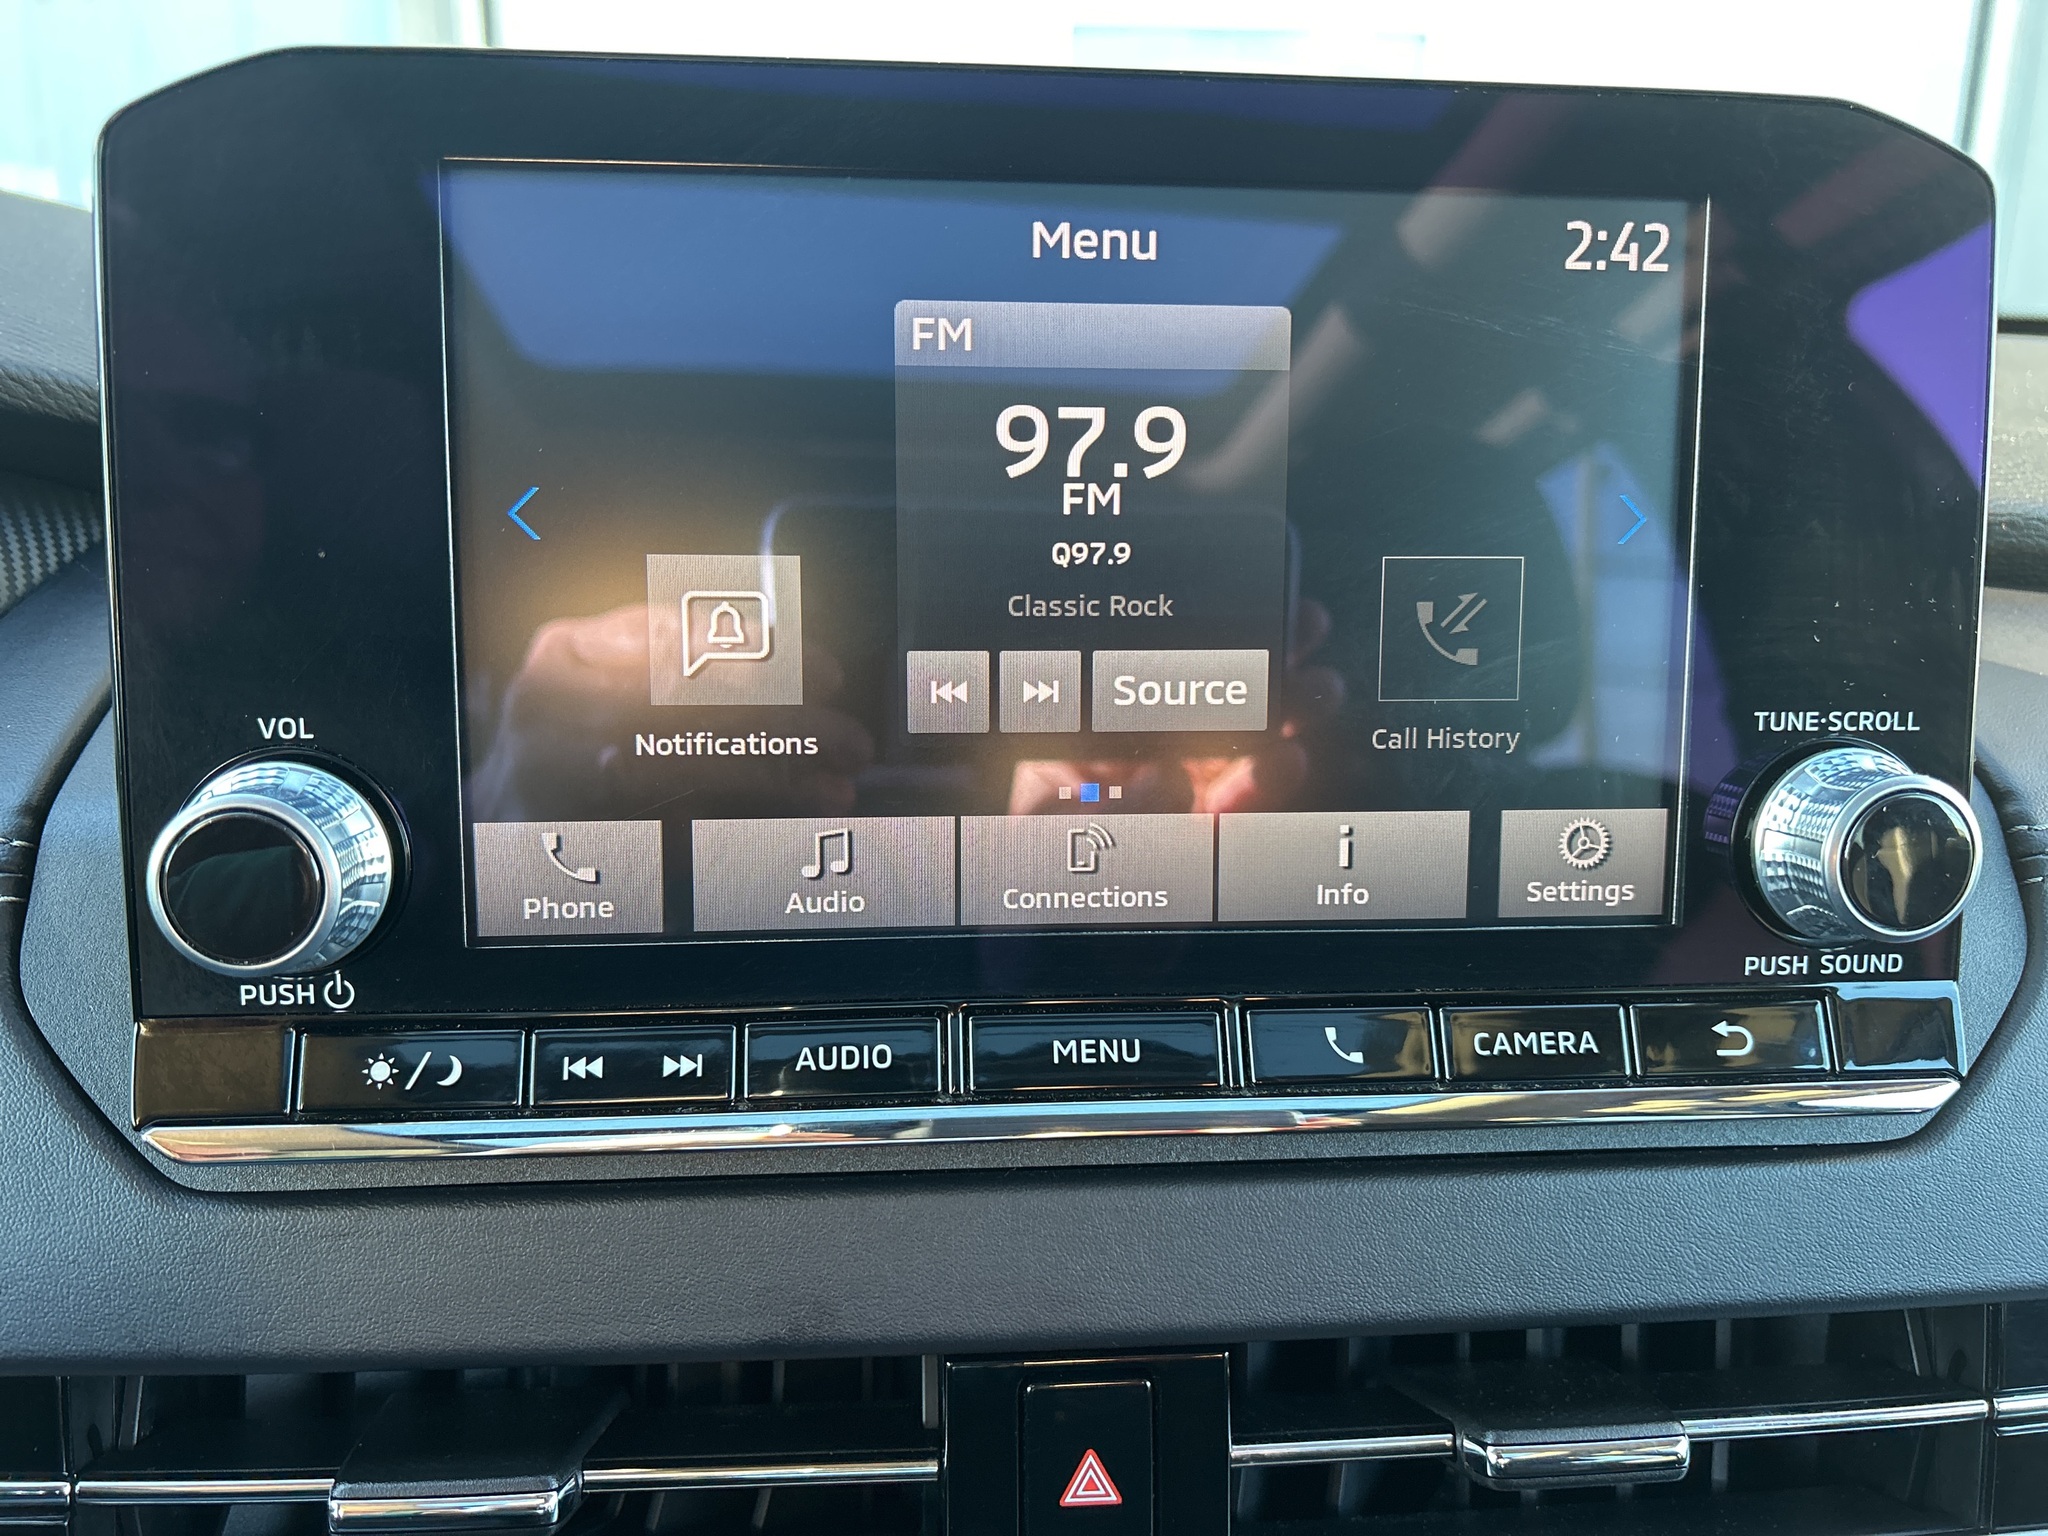 Menu
2:42
FM
97.9
FM
Q97.9
Classic Rock
Source
Notifications
Call History
Phone
Audio
Connections
Info
Settings
VOL
PUSH
TUNE·SCROLL
PUSH SOUND
AUDIO
MENU
CAMERA